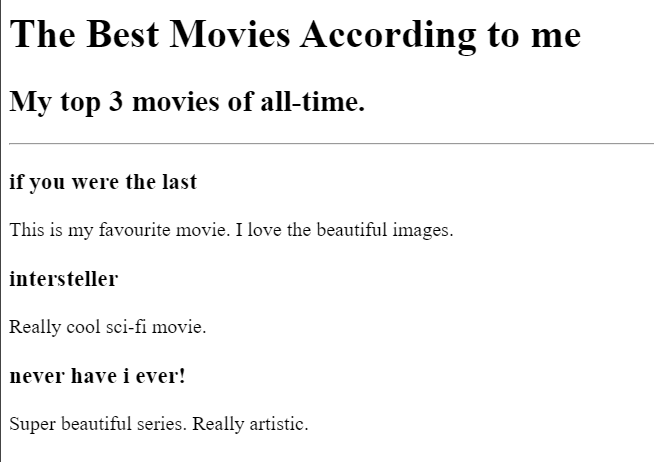 The Best Movies According to me
My top 3 movies of all-time.
if you were the last
This is my favourite movie. I love the beautiful images.
intersteller
Really cool sci-fi movie.
never have i ever!
Super beautiful series. Really artistic.